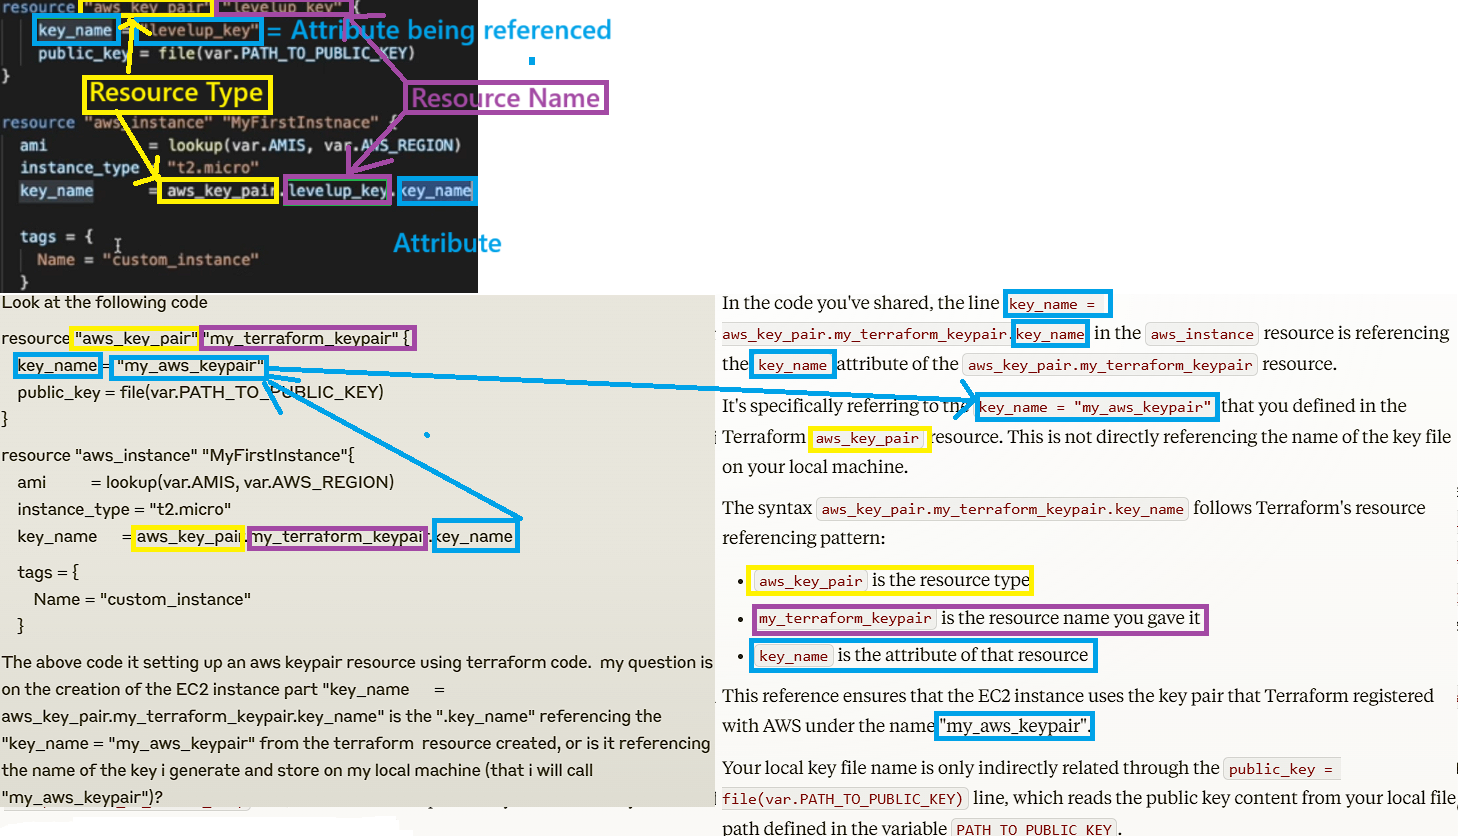 resource "aws_key_pair" "levelup_key" {
key_name = "levelup_key" = Attribute being referenced
public_key = file(var.PATH_TO_PUBLIC_KEY)
}
Resource Type
Resource Name
resource "aws_instance" "MyFirstInstnace" {
ami = lookup(var.AMIS, var.AWS_REGION)
instance_type "t2.micro"
key_name = aws_key_pair.levelup_key.key_name
tags = {
Attribute
Name = "custom_instance"
}
Look at the following code
resource "aws_key_pair" "my_terraform_keypair" {
key_name = "my_aws_keypair"
public_key = file(var.PATH_TO_PUBLIC_KEY)
}
resource "aws_instance" "MyFirstInstance"{
ami = lookup(var.AMIS, var.AWS_REGION)
instance_type = "t2.micro"
key_name = aws_key_pair.my_terraform_keypair.key_name
tags = {
Name = "custom_instance"
}
The above code it setting up an aws keypair resource using terraform code. my question is
on the creation of the EC2 instance part "key_name =
aws_key_pair.my_terraform_keypair.key_name" is the ".key_name" referencing the
"key_name = "my_aws_keypair" from the terraform resource created, or is it referencing
the name of the key i generate and store on my local machine (that i will call
"my_aws_keypair")?
In the code you've shared, the line key_name =
aws_key_pair.my_terraform_keypair.key_name in the aws_instance resource is referencing
the key_name attribute of the aws_key_pair.my_terraform_keypair resource.
It's specifically referring to the key_name = "my_aws_keypair" that you defined in the
Terraform aws_key_pair resource. This is not directly referencing the name of the key file
on your local machine.
The syntax aws_key_pair.my_terraform_keypair.key_name follows Terraform's resource
referencing pattern:
• aws_key_pair is the resource type
• my_terraform_keypair is the resource name you gave it
• key_name is the attribute of that resource
This reference ensures that the EC2 instance uses the key pair that Terraform registered
with AWS under the name "my_aws_keypair".
Your local key file name is only indirectly related through the public_key =
file(var.PATH_TO_PUBLIC_KEY) line, which reads the public key content from your local file
path defined in the variable PATH_TO_PUBLIC_KEY.